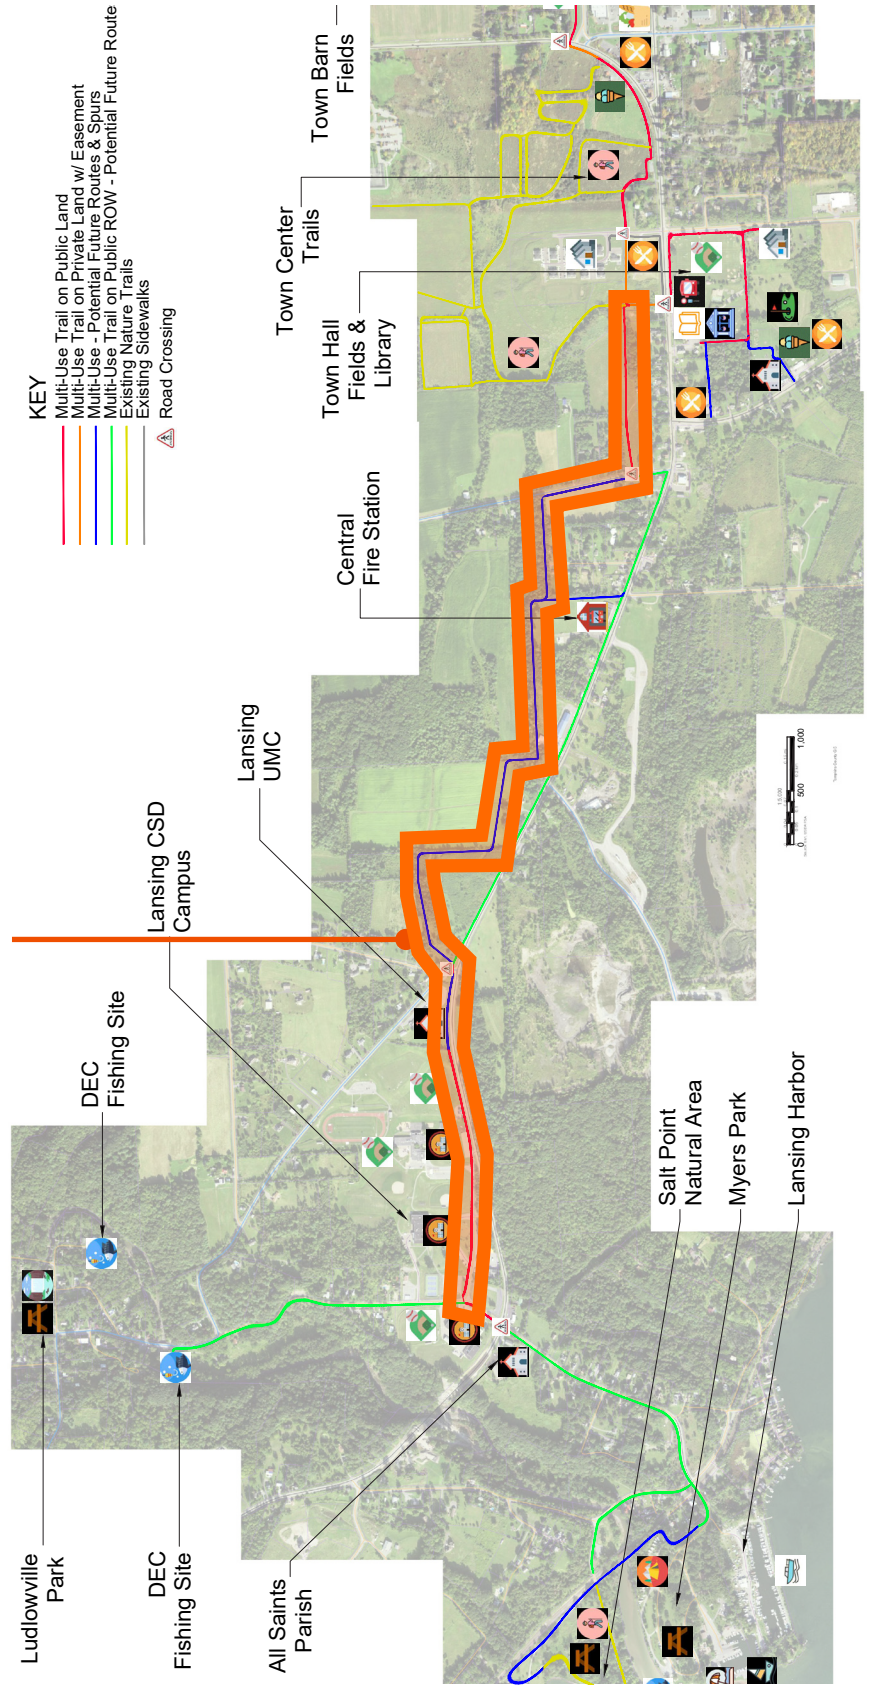 KEY
Multi-Use Trail on Public Land
Multi-Use Trail on Private Land w/ Easement
Multi-Use - Potential Future Routes & Spurs
Multi-Use Trail on Public ROW - Potential Future Route
Existing Nature Trails
Existing Sidewalks
Road Crossing
Town Barn
Fields
Town Center
Trails
Town Hall
Fields &
Library
Central
Fire Station
Lansing
UMC
Lansing CSD
Campus
DEC
Fishing Site
Ludlowville
Park
DEC
Fishing Site
All Saints
Parish
Salt Point
Natural Area
Myers Park
Lansing Harbor
0 500 1,000